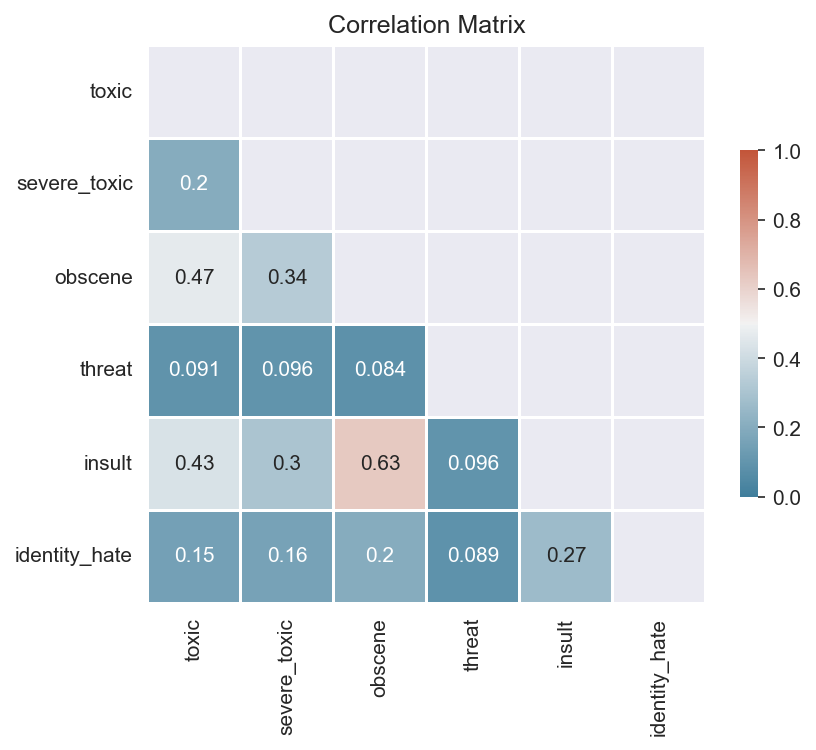 Correlation Matrix
toxic
severe_toxic 0.2
obscene 0.47 0.34
threat 0.091 0.096 0.084
insult 0.43 0.3 0.63 0.096
identity_hate 0.15 0.16 0.2 0.089 0.27
toxic severe_toxic obscene threat insult identity_hate
1.0
0.8
0.6
0.4
0.2
0.0